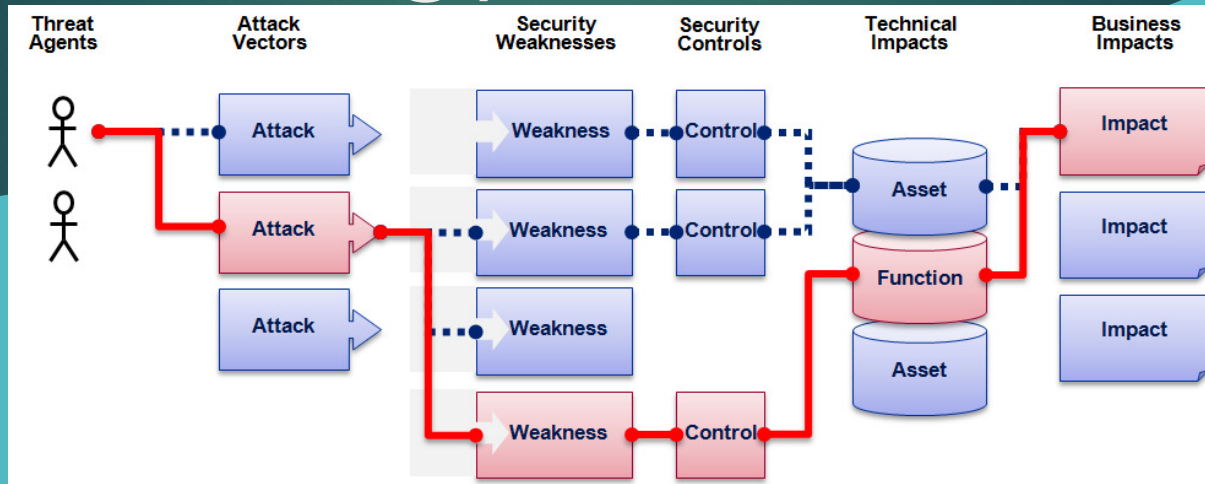 Threat
Agents
Attack
Vectors
Security
Weaknesses
Security
Controls
Technical
Impacts
Business
Impacts
Attack
Weakness
Control
Asset
Impact
Attack
Weakness
Control
Function
Impact
Attack
Weakness
Asset
Impact
Weakness
Control